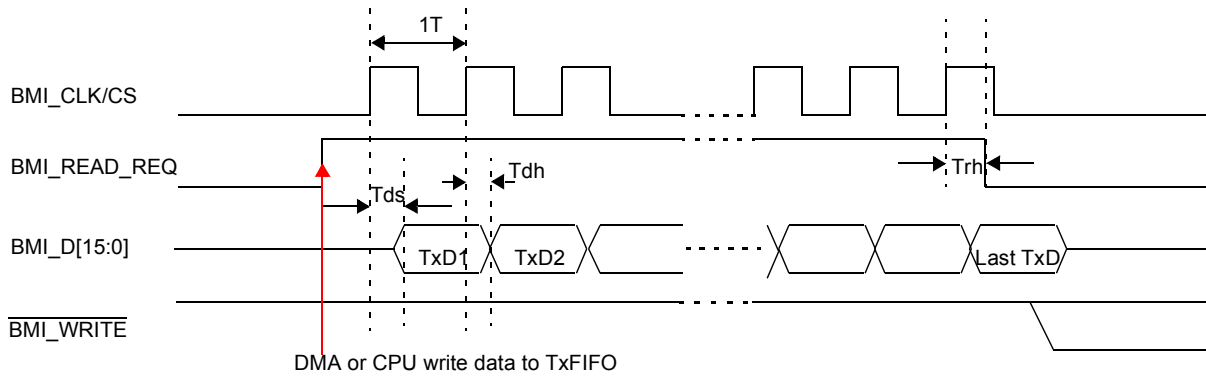 1T
BMI_CLK/CS
BMI_READ_REQ
Tdh
Trh
Tds
BMI_D[15:0]
TxD1
TxD2
Last TxD
BMI_WRITE
DMA or CPU write data to TxFIFO